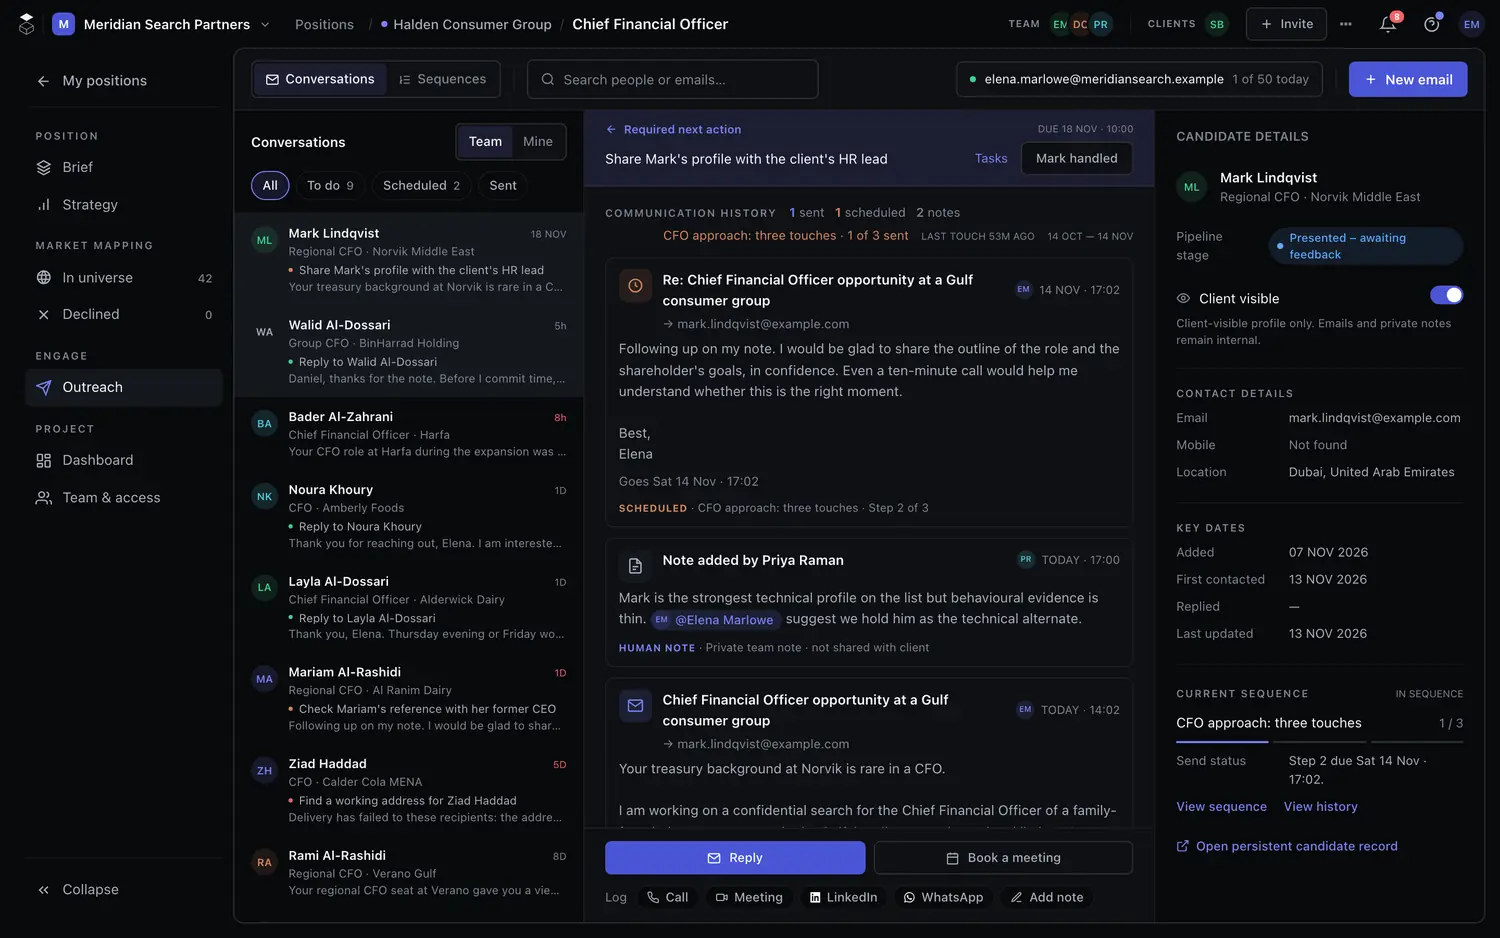 M Meridian Search Partners Positions / Halden Consumer Group / Chief Financial Officer
TEAM EM DC PR CLIENTS SB + Invite 8 EM
My positions
POSITION
Brief
Strategy
MARKET MAPPING
In universe 42
Declined 0
ENGAGE
Outreach
PROJECT
Dashboard
Team & access
Collapse
Conversations Sequences
Search people or emails...
elena.marlowe@meridiansearch.example 1 of 50 today
+ New email
Conversations Team Mine
All To do 9 Scheduled 2 Sent
ML Mark Lindqvist 18 NOV
Regional CFO · Norvik Middle East
Share Mark's profile with the client's HR lead
Your treasury background at Norvik is rare in a C...
WA Walid Al-Dossari 5h
Group CFO · BinHarrad Holding
Reply to Walid Al-Dossari
Daniel, thanks for the note. Before I commit time,...
BA Bader Al-Zahrani 8h
Chief Financial Officer · Harfa
Your CFO role at Harfa during the expansion was ...
NK Noura Khoury 1D
CFO · Amberly Foods
Reply to Noura Khoury
Thank you for reaching out, Elena. I am intereste...
LA Layla Al-Dossari 1D
Chief Financial Officer · Alderwick Dairy
Reply to Layla Al-Dossari
Thank you, Elena. Thursday evening or Friday wo...
MA Mariam Al-Rashidi 1D
Regional CFO · Al Ranim Dairy
Check Mariam's reference with her former CEO
Following up on my note. I would be glad to shar...
ZH Ziad Haddad 5D
CFO · Calder Cola MENA
Find a working address for Ziad Haddad
Delivery has failed to these recipients: the addre...
RA Rami Al-Rashidi 8D
Regional CFO · Verano Gulf
Your regional CFO seat at Verano gave you a vie...
Required next action DUE 18 NOV · 10:00
Share Mark's profile with the client's HR lead Tasks Mark handled
COMMUNICATION HISTORY 1 sent 1 scheduled 2 notes
CFO approach: three touches · 1 of 3 sent LAST TOUCH 53M AGO 14 OCT — 14 NOV
Re: Chief Financial Officer opportunity at a Gulf
consumer group
EM 14 NOV · 17:02
→ mark.lindqvist@example.com
Following up on my note. I would be glad to share the outline of the role and the
shareholder's goals, in confidence. Even a ten-minute call would help me
understand whether this is the right moment.
Best,
Elena
Goes Sat 14 Nov · 17:02
SCHEDULED · CFO approach: three touches · Step 2 of 3
Note added by Priya Raman PR TODAY · 17:00
Mark is the strongest technical profile on the list but behavioural evidence is
thin. EM @Elena Marlowe suggest we hold him as the technical alternate.
HUMAN NOTE · Private team note · not shared with client
Chief Financial Officer opportunity at a Gulf
consumer group
EM TODAY · 14:02
→ mark.lindqvist@example.com
Your treasury background at Norvik is rare in a CFO.
I am working on a confidential search for the Chief Financial Officer of a family-
Reply Book a meeting
Log Call Meeting LinkedIn WhatsApp Add note
CANDIDATE DETAILS
ML Mark Lindqvist
Regional CFO · Norvik Middle East
Pipeline stage
Presented – awaiting feedback
Client visible
Client-visible profile only. Emails and private notes
remain internal.
CONTACT DETAILS
Email mark.lindqvist@example.com
Mobile Not found
Location Dubai, United Arab Emirates
KEY DATES
Added 07 NOV 2026
First contacted 13 NOV 2026
Replied —
Last updated 13 NOV 2026
CURRENT SEQUENCE IN SEQUENCE
CFO approach: three touches 1 / 3
Send status Step 2 due Sat 14 Nov ·
17:02.
View sequence View history
Open persistent candidate record